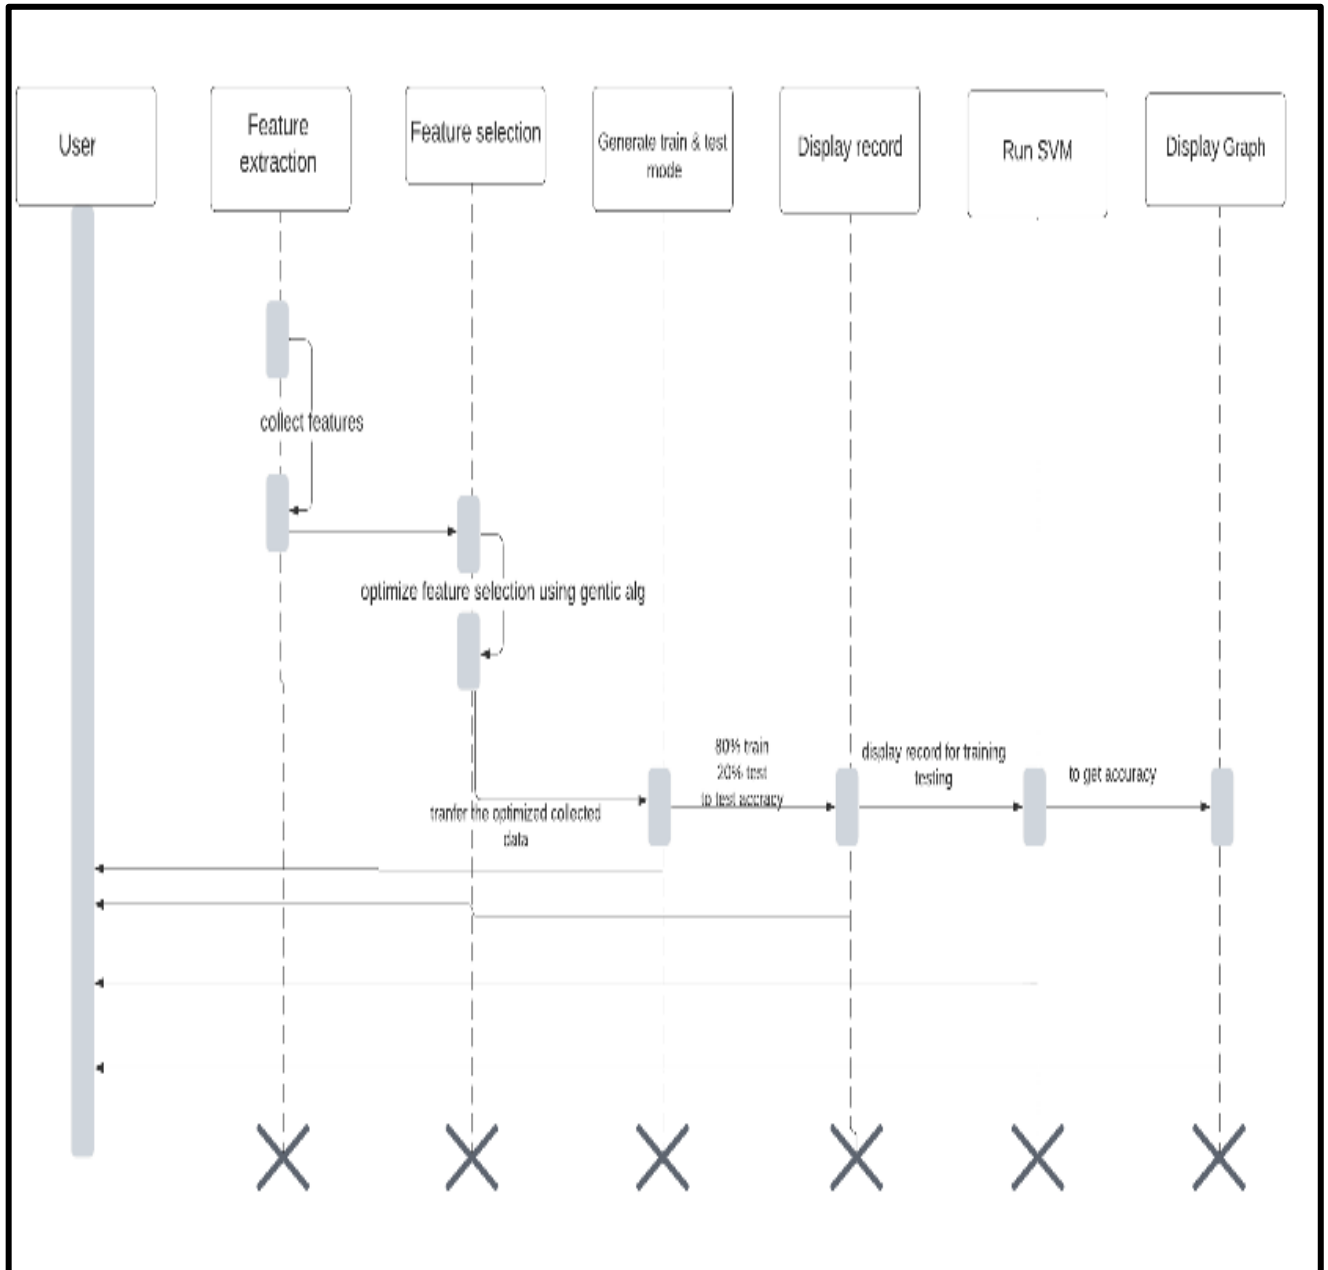 User
Feature
extraction
Feature selection
Generate train & test
mode
Display record
Run SVM
Display Graph
collect features
optimize feature selection using gentic alg
80% train
20% test
to test accracy
display record for training
testing
to get accuracy
tranfer the optimized collected
data